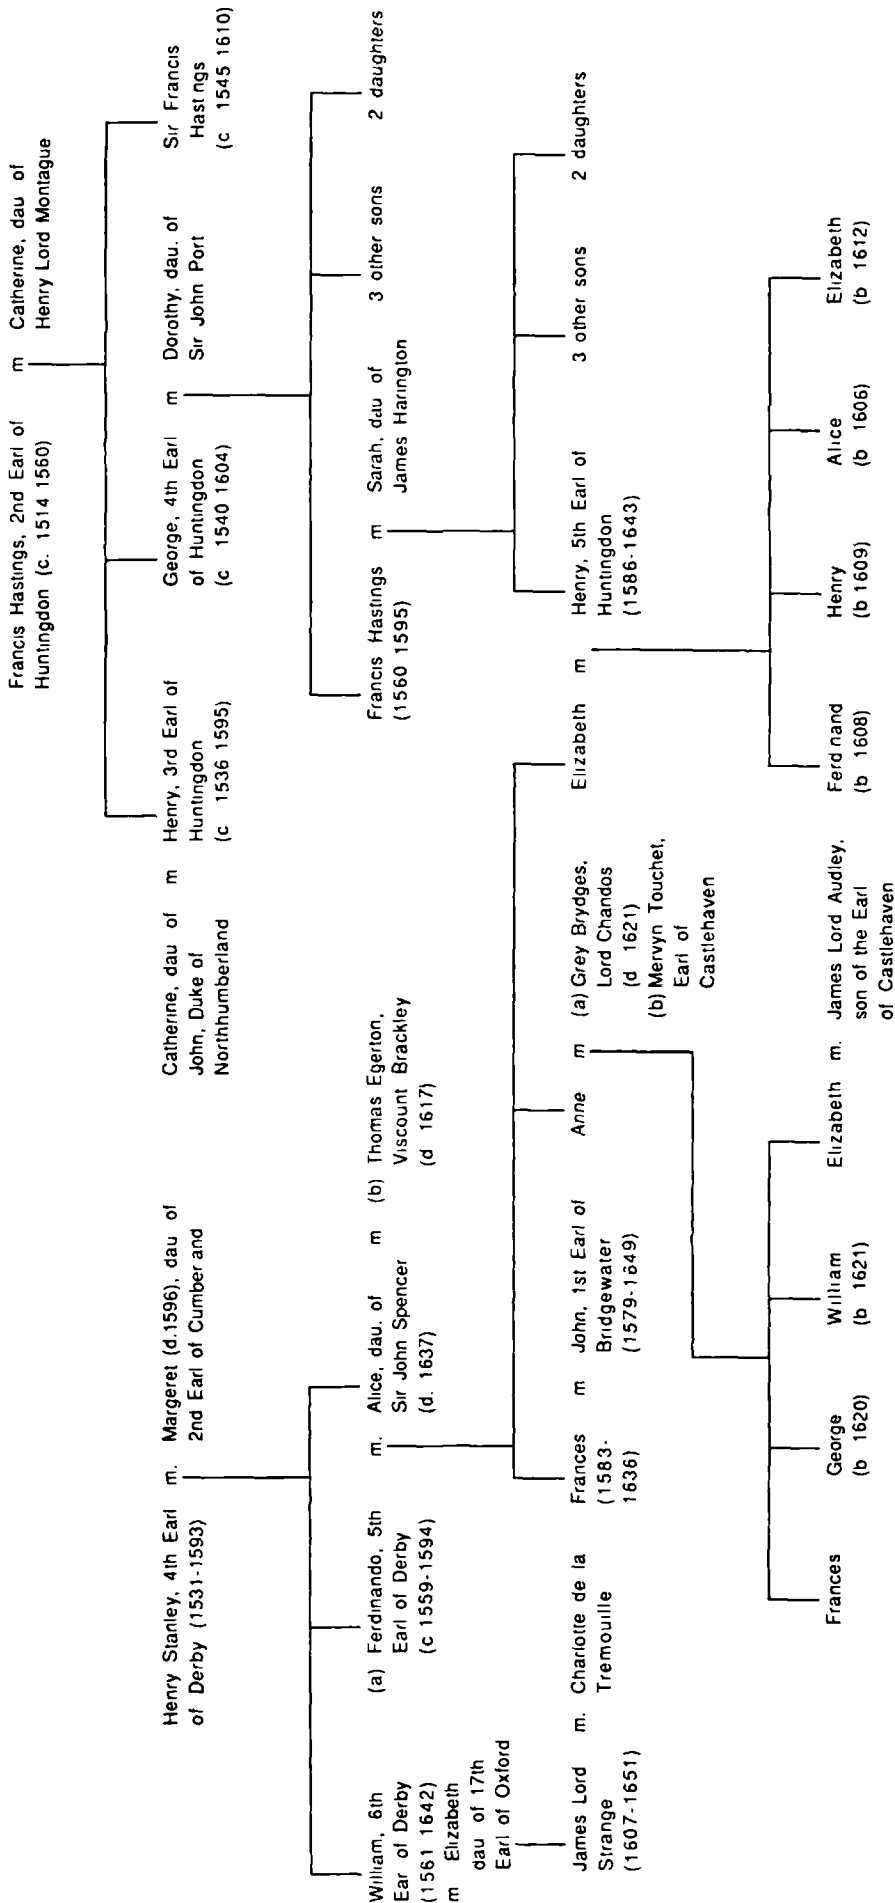 Francis Hastings, 2nd Earl of
Huntingdon (c. 1514 1560)
m
Catherine, dau of
Henry Lord Montague
Henry Stanley, 4th Earl
of Derby (1531-1593)
m.
Margeret (d.1596), dau of
2nd Earl of Cumber and
Catherine, dau of
John, Duke of
Northhumberland
m
Henry, 3rd Earl of
Huntingdon
(c 1536 1595)
George, 4th Earl
of Huntingdon
(c 1540 1604)
m
Dorothy, dau. of
Sir John Port
Sir Francis
Hast ngs
(c 1545 1610)
William, 6th
Ear of Derby
(1561 1642)
m Elizabeth
dau of 17th
Earl of Oxford
(a) Ferdinando, 5th
Earl of Derby
(c 1559-1594)
m.
Alice, dau. of
Sir John Spencer
(d. 1637)
m
(b) Thomas Egerton,
Viscount Brackley
(d 1617)
Francis Hastings
(1560 1595)
m
Sarah, dau of
James Harington
3 other sons
2 daughters
James Lord
Strange
(1607-1651)
m.
Charlotte de la
Tremouille
Frances
(1583-
1636)
m
John, 1st Earl of
Bridgewater
(1579-1649)
Anne
m
(a) Grey Brydges,
Lord Chandos
(d 1621)
(b) Mervyn Touchet,
Earl of
Castlehaven
Elizabeth
m
Henry, 5th Earl of
Huntingdon
(1586-1643)
3 other sons
2 daughters
Frances
George
(b 1620)
William
(b 1621)
Elizabeth
m.
James Lord Audley,
son of the Earl
of Castlehaven
Ferd nand
(b 1608)
Henry
(b 1609)
Alice
(b 1606)
Elizabeth
(b 1612)